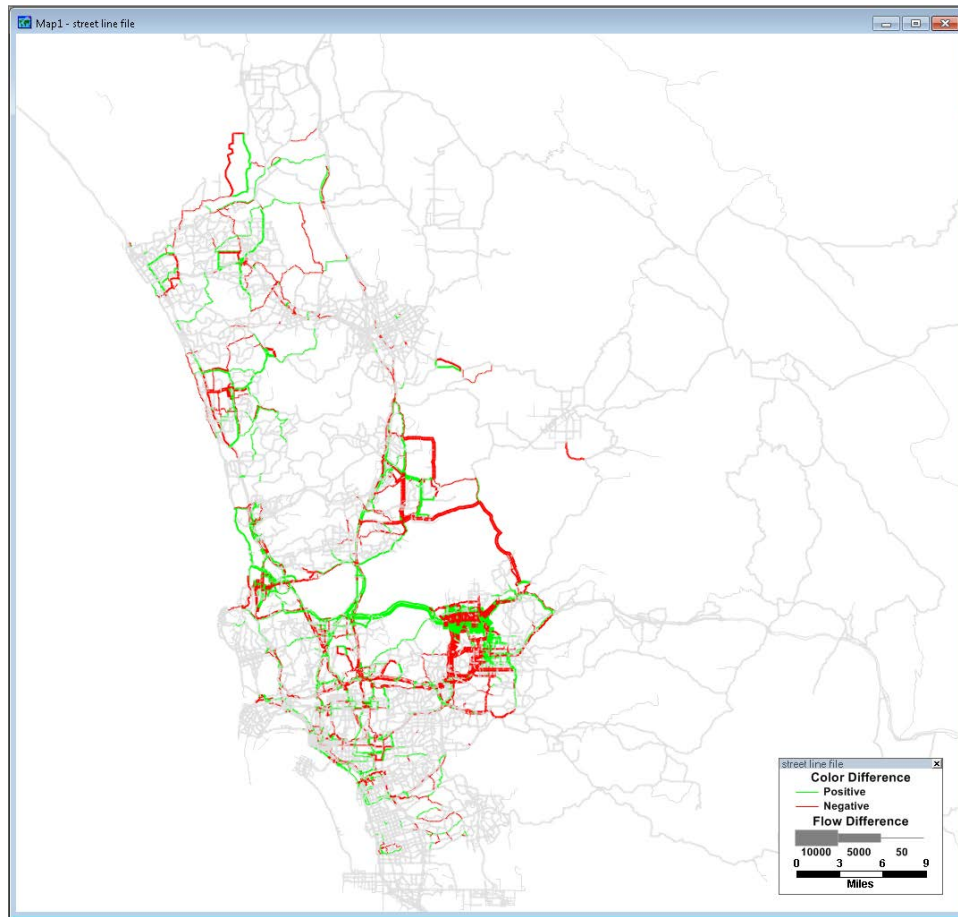 Map1 - street line file
street line file
Color Difference
Positive
Negative
Flow Difference
10000 5000 50
0 3 6 9
Miles